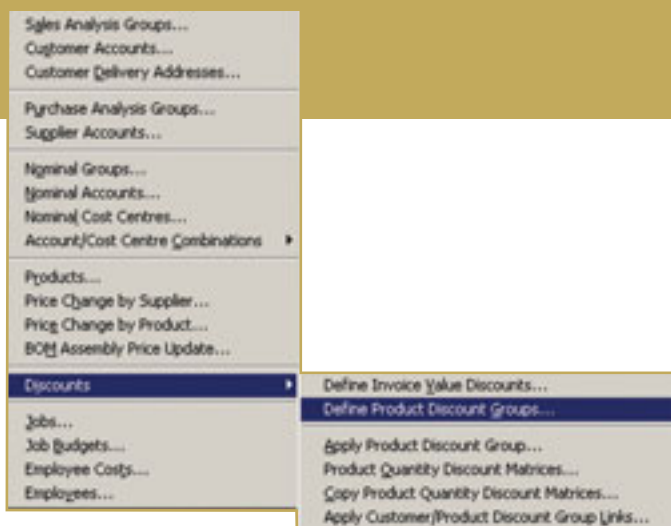 Sales Analysis Groups...
Customer Accounts...
Customer Delivery Addresses...
Purchase Analysis Groups...
Supplier Accounts...
Nominal Groups...
Nominal Accounts...
Nominal Cost Centres...
Account/Cost Centre Combinations
Products...
Price Change by Supplier...
Price Change by Product...
BOM Assembly Price Update...
Discounts
Jobs...
Job Budgets...
Employee Costs...
Employees...
Define Invoice Value Discounts...
Define Product Discount Groups...
Apply Product Discount Group...
Product Quantity Discount Matrices...
Copy Product Quantity Discount Matrices...
Apply Customer/Product Discount Group Links...